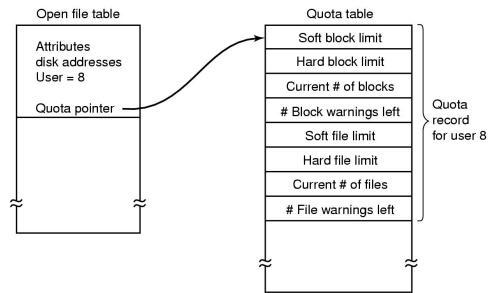 Open file table
Attributes
disk addresses
User = 8
Quota pointer
Quota table
Soft block limit
Hard block limit
Current # of blocks
# Block warnings left
Soft file limit
Hard file limit
Current # of files
# File warnings left
Quota
record
for user 8